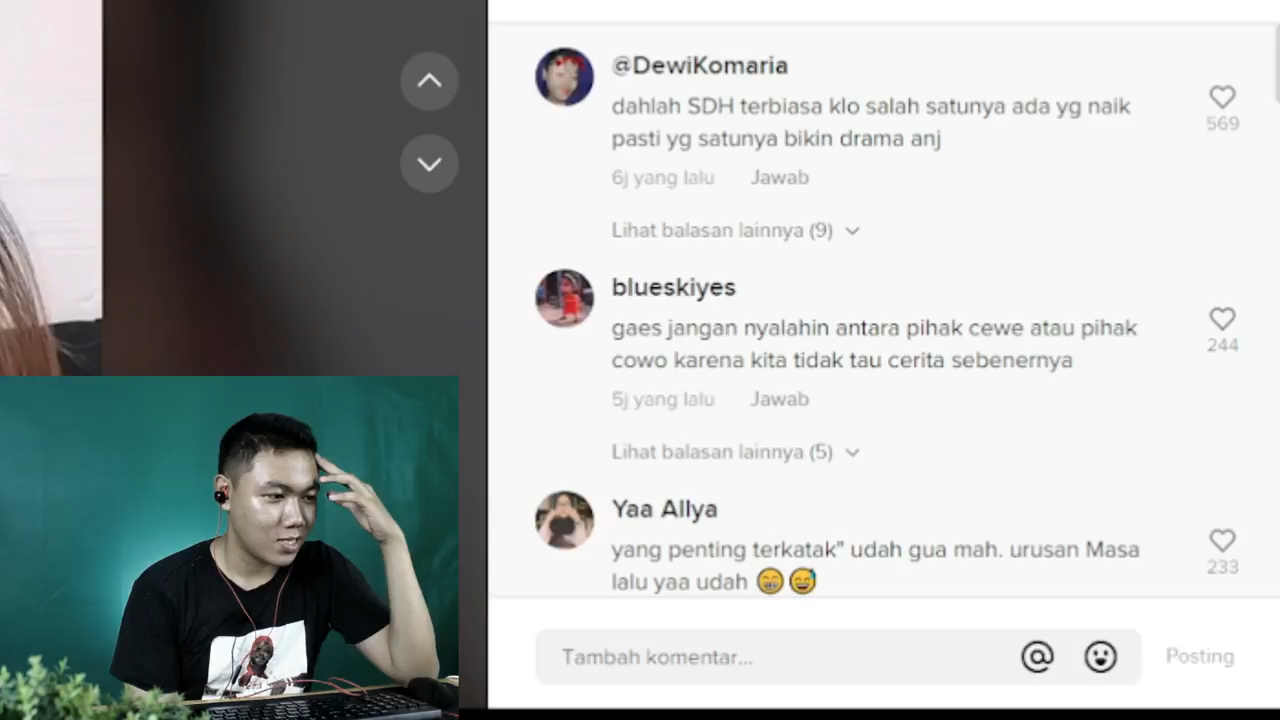 @DewiKomaria
dahlah SDH terbiasa klo salah satunya ada yg naik
pasti yg satunya bikin drama anj
569
6j yang lalu Jawab
Lihat balasan lainnya (9)
blueskiyes
gaes jangan nyalahin antara pihak cewe atau pihak
cowo karena kita tidak tau cerita sebenernya
244
5j yang lalu Jawab
Lihat balasan lainnya (5)
Yaa Allya
yang penting terkatak" udah gua mah. urusan Masa
lalu yaa udah 😁😅
233
Tambah komentar... @ Posting